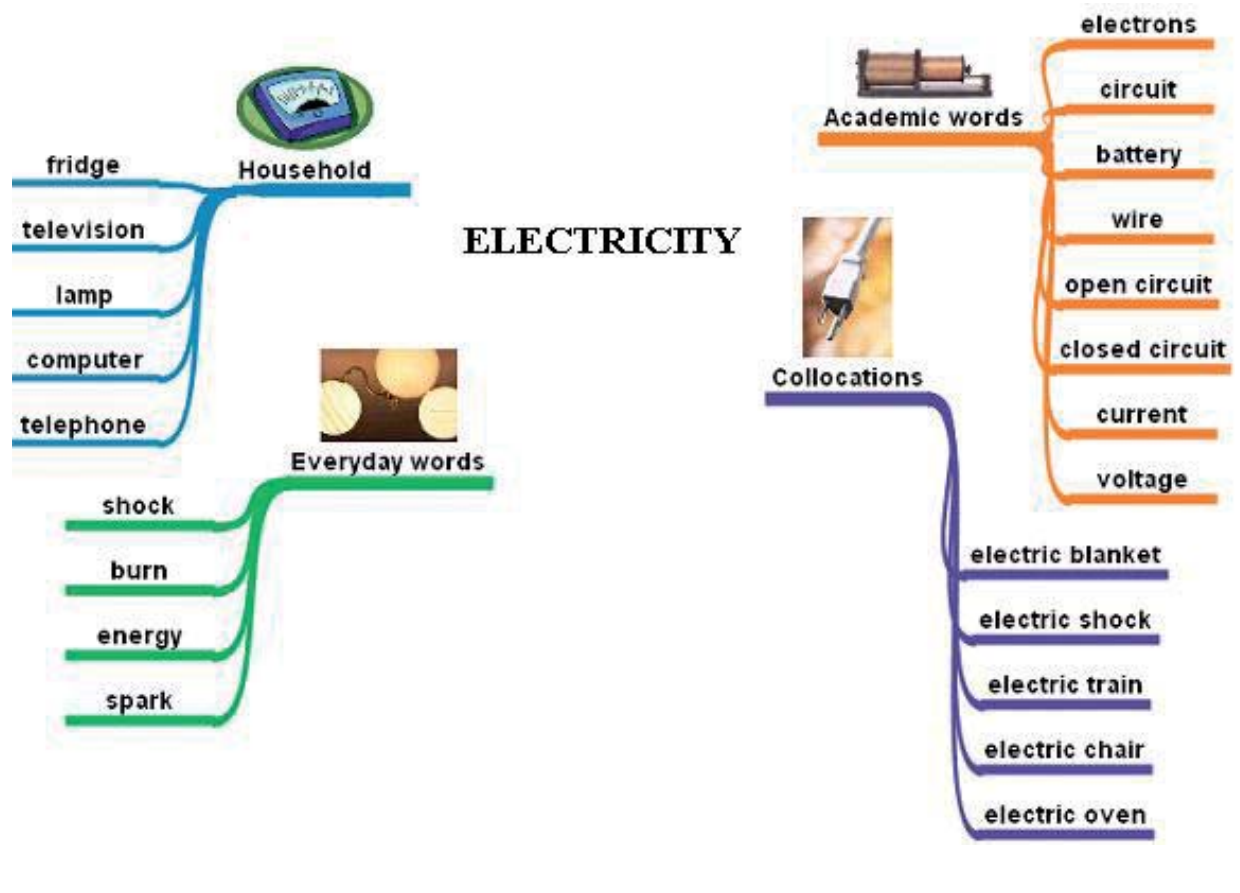 ELECTRICITY
Household
fridge
television
lamp
computer
telephone
Everyday words
shock
burn
energy
spark
Academic words
electrons
circuit
battery
wire
open circuit
closed circuit
current
voltage
Collocations
electric blanket
electric shock
electric train
electric chair
electric oven